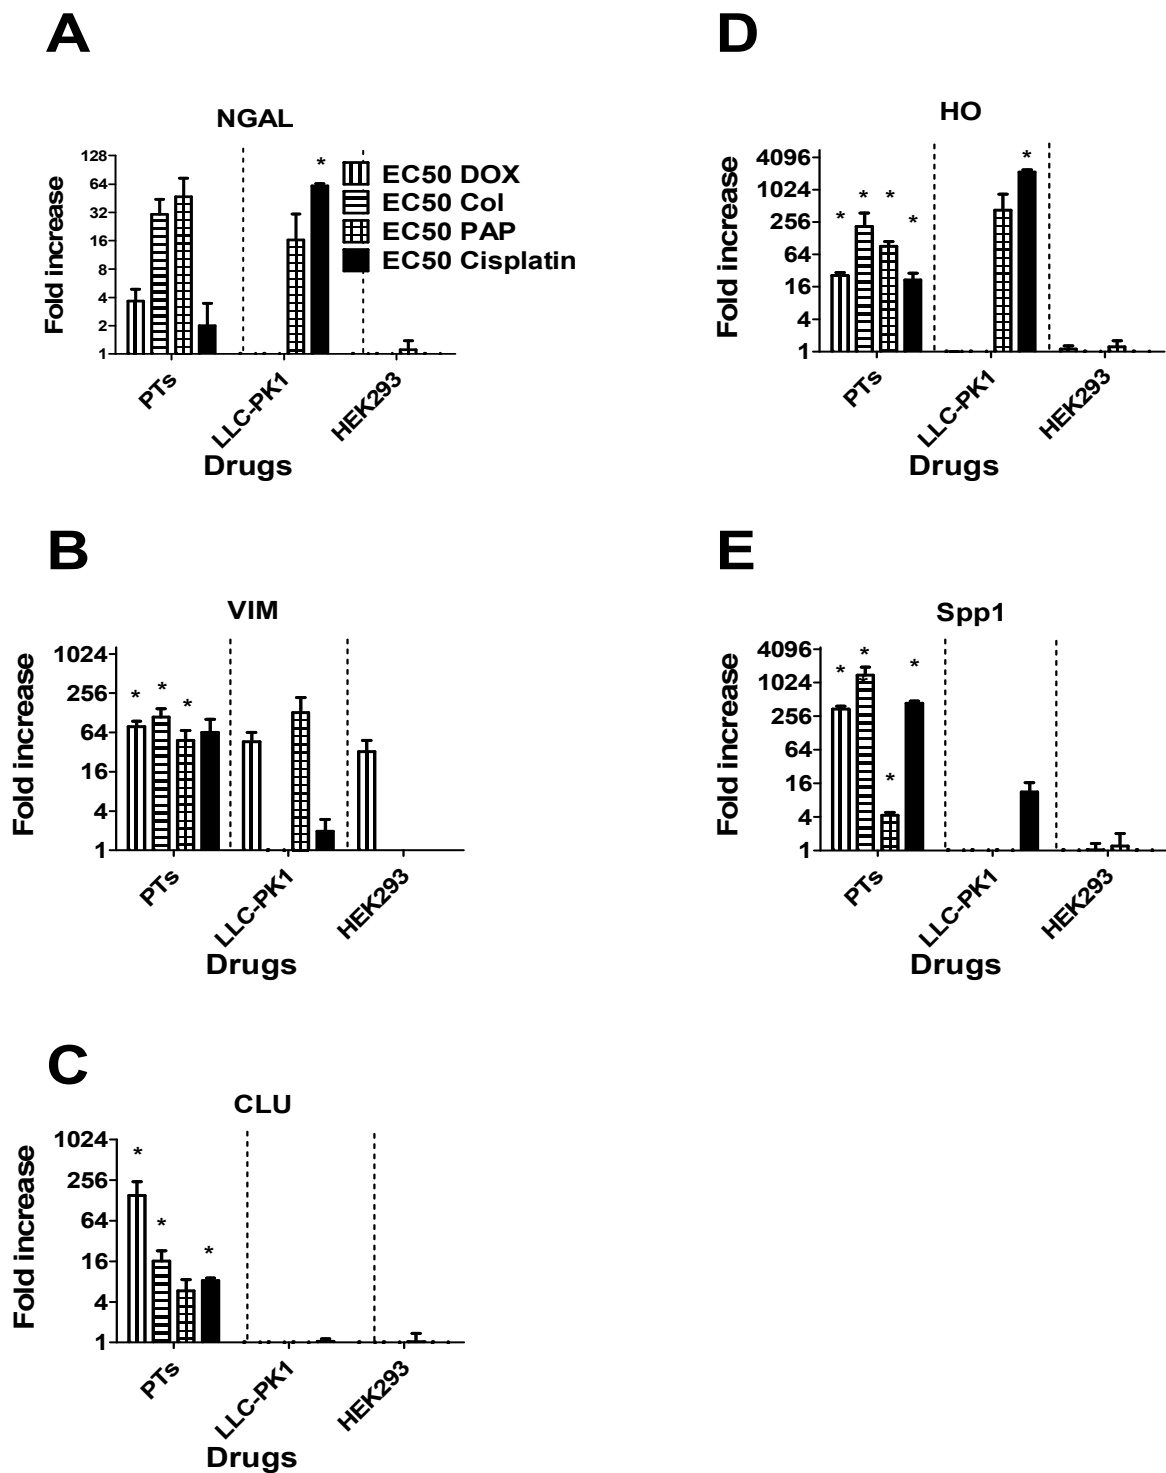 A
NGAL
Fold increase
128
64
32
16
8
4
2
1
*
EC50 DOX
EC50 Col
EC50 PAP
EC50 Cisplatin
PTs
LLC-PK1
HEK293
Drugs
B
VIM
Fold increase
1024
256
64
16
4
1
* * *
PTs
LLC-PK1
HEK293
Drugs
C
CLU
Fold increase
1024
256
64
16
4
1
* * *
PTs
LLC-PK1
HEK293
Drugs
D
HO
Fold increase
4096
1024
256
64
16
4
1
* * * * *
PTs
LLC-PK1
HEK293
Drugs
E
Spp1
Fold increase
4096
1024
256
64
16
4
1
* * * *
PTs
LLC-PK1
HEK293
Drugs